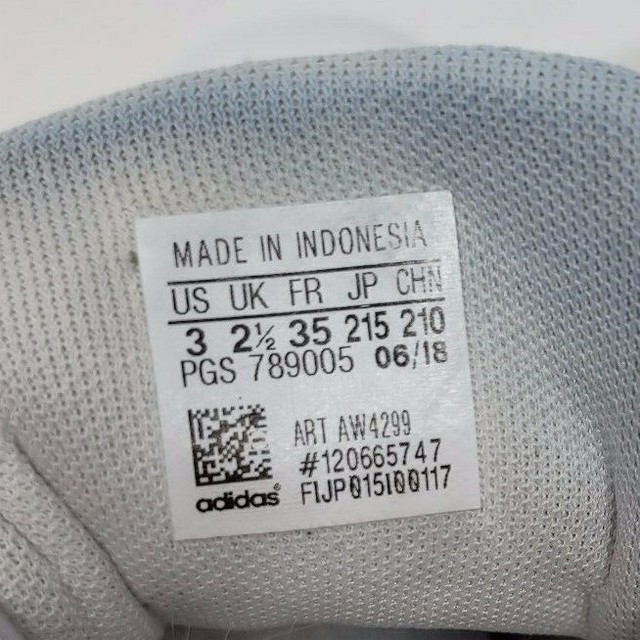 MADE IN INDONESIA
US UK FR JP CHN
3 2½ 35 215 210
PGS 789005 06/18
ART AW4299
#120665747
adidas® FIJP015I00117